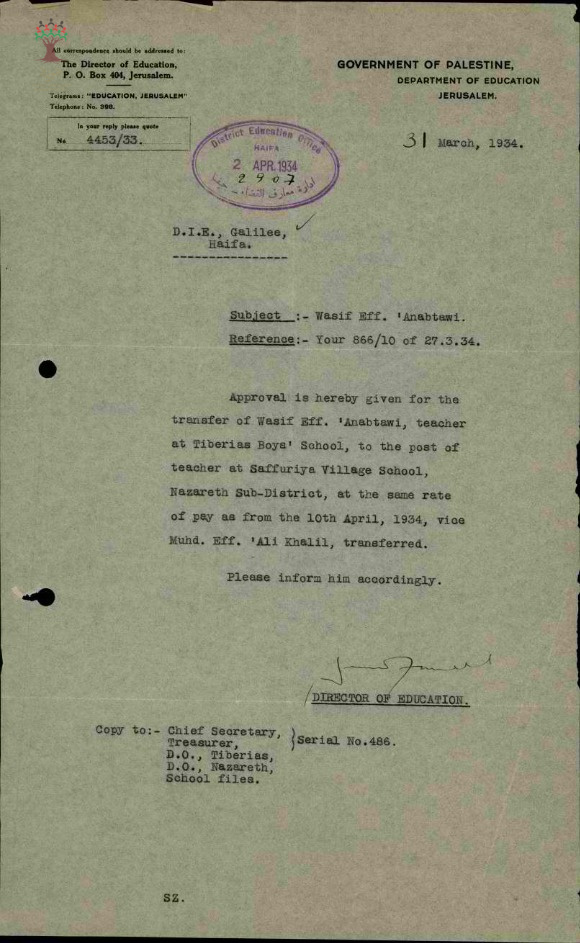 All correspondence should be addressed to:
The Director of Education,
P. O. Box 404, Jerusalem.
Telegrams: "EDUCATION, JERUSALEM"
Telephone: No.
In your reply please quote
No 4453/33.
GOVERNMENT OF PALESTINE,
DEPARTMENT OF EDUCATION
JERUSALEM.
31 March, 1934.
District Education Office
HAIFA
2 APR.1934
2907
ادارة معارف القضاء - حيفا
D.I.E., Galilee,
Haifa.
Subject :- Wasif Eff. 'Anabtawi.
Reference:- Your 866/10 of 27.3.34.
Approval is hereby given for the
transfer of Wasif Eff. 'Anabtawi, teacher
at Tiberias Boys' School, to the post of
teacher at Saffuriya Village School,
Nazareth Sub-District, at the same rate
of pay as from the 10th April, 1934, vice
Muhd. Eff. 'Ali Khalil, transferred.
Please inform him accordingly.
DIRECTOR OF EDUCATION.
Copy to:- Chief Secretary,
Treasurer,
D.O., Tiberias,
D.O., Nazareth,
School files.
Serial No.486.
SZ.